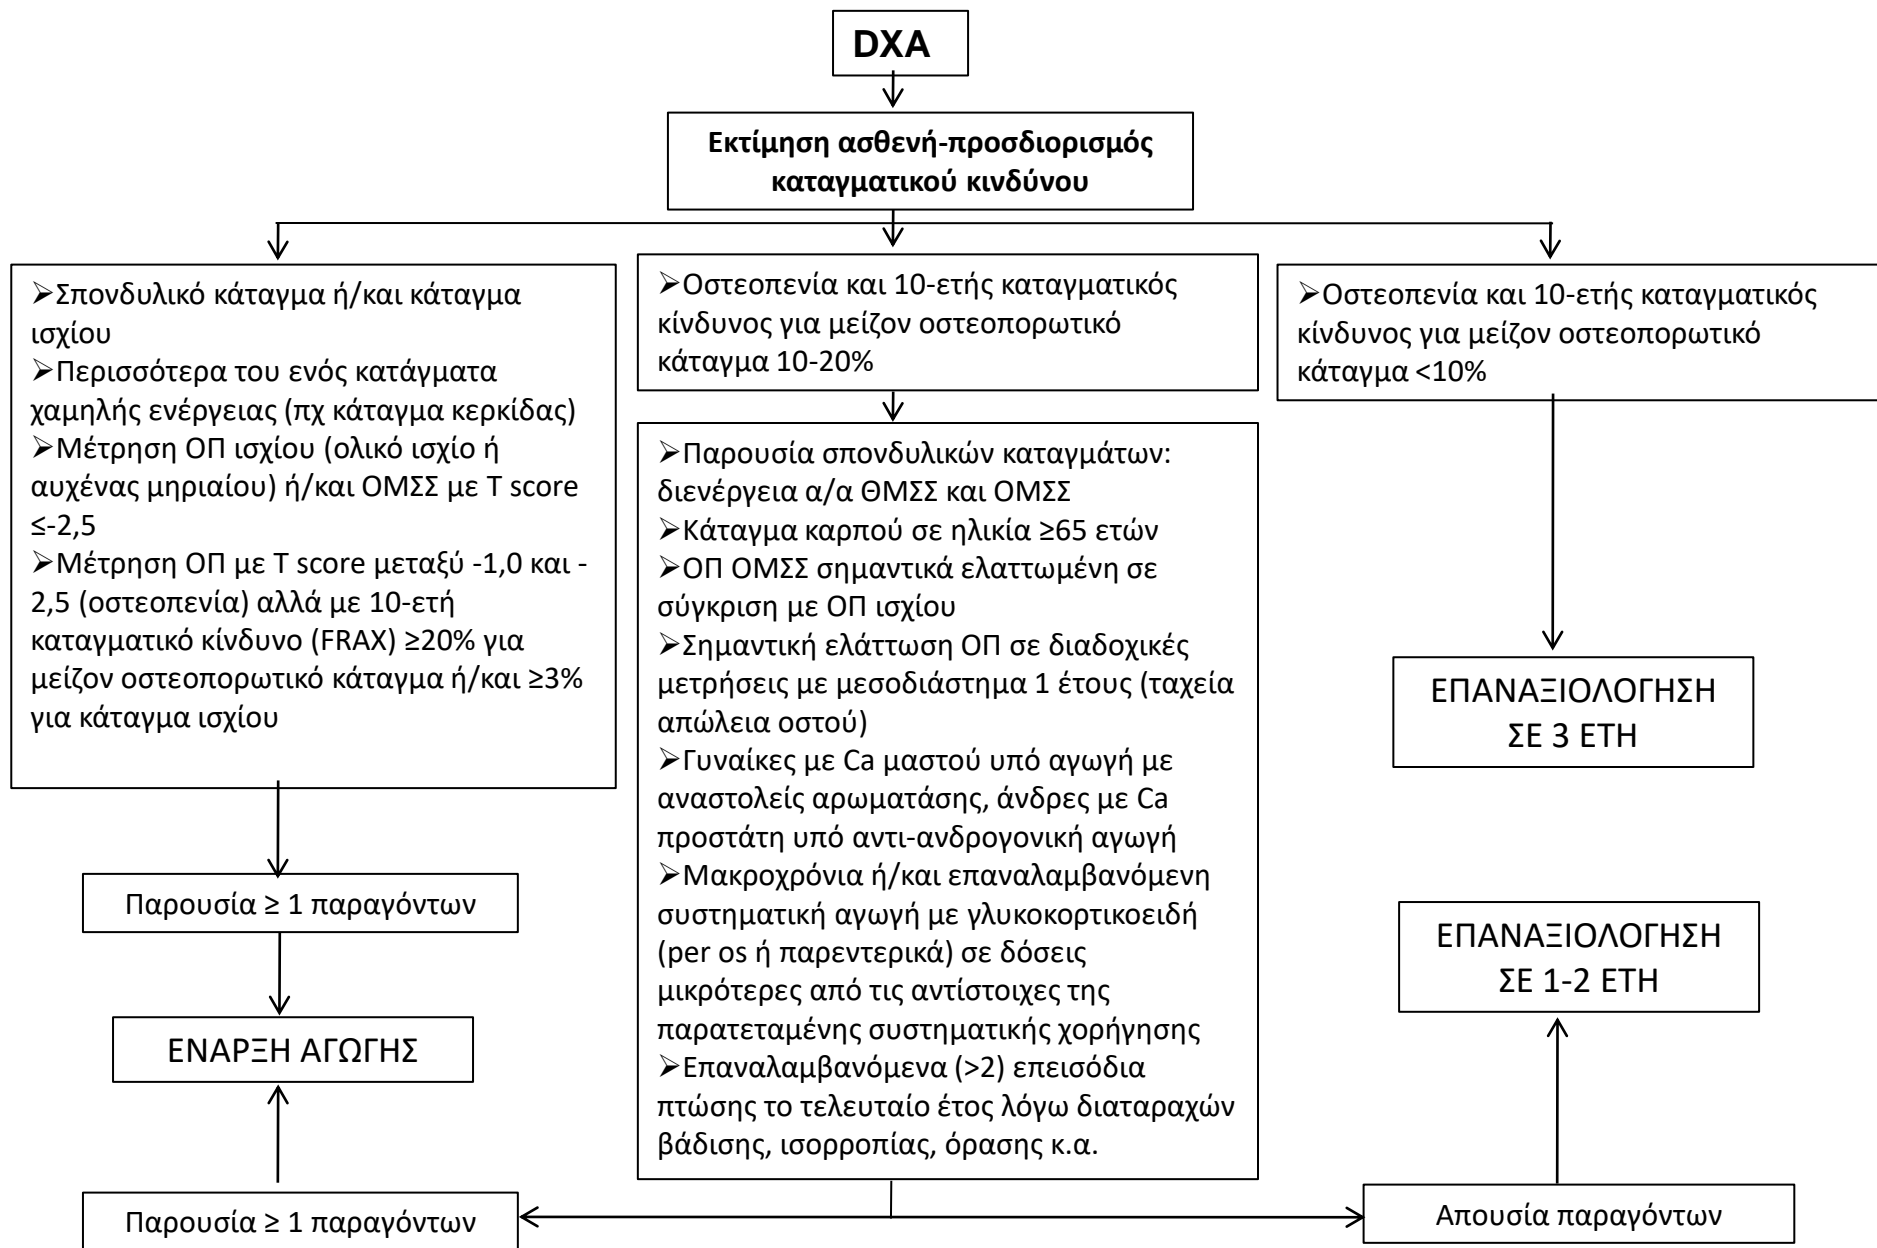 DXA
Εκτίμηση ασθενή-προσδιορισμός
καταγματικού κινδύνου
➢Σπονδυλικό κάταγμα ή/και κάταγμα
ισχίου
➢Περισσότερα του ενός κατάγματα
χαμηλής ενέργειας (πχ κάταγμα κερκίδας)
➢Μέτρηση ΟΠ ισχίου (ολικό ισχίο ή
αυχένας μηριαίου) ή/και ΟΜΣΣ με T score
≤-2,5
➢Μέτρηση ΟΠ με T score μεταξύ -1,0 και -
2,5 (οστεοπενία) αλλά με 10-ετή
καταγματικό κίνδυνο (FRAX) ≥20% για
μείζον οστεοπορωτικό κάταγμα ή/και ≥3%
για κάταγμα ισχίου
Παρουσία ≥ 1 παραγόντων
ΕΝΑΡΞΗ ΑΓΩΓΗΣ
Παρουσία ≥ 1 παραγόντων
➢Οστεοπενία και 10-ετής καταγματικός
κίνδυνος για μείζον οστεοπορωτικό
κάταγμα 10-20%
➢Παρουσία σπονδυλικών καταγμάτων:
διενέργεια α/α ΘΜΣΣ και ΟΜΣΣ
➢Κάταγμα καρπού σε ηλικία ≥65 ετών
➢ΟΠ ΟΜΣΣ σημαντικά ελαττωμένη σε
σύγκριση με ΟΠ ισχίου
➢Σημαντική ελάττωση ΟΠ σε διαδοχικές
μετρήσεις με μεσοδιάστημα 1 έτους (ταχεία
απώλεια οστού)
➢Γυναίκες με Ca μαστού υπό αγωγή με
αναστολείς αρωματάσης, άνδρες με Ca
προστάτη υπό αντι-ανδρογονική αγωγή
➢Μακροχρόνια ή/και επαναλαμβανόμενη
συστηματική αγωγή με γλυκοκορτικοειδή
(per os ή παρεντερικά) σε δόσεις
μικρότερες από τις αντίστοιχες της
παρατεταμένης συστηματικής χορήγησης
➢Επαναλαμβανόμενα (>2) επεισόδια
πτώσης το τελευταίο έτος λόγω διαταραχών
βάδισης, ισορροπίας, όρασης κ.α.
➢Οστεοπενία και 10-ετής καταγματικός
κίνδυνος για μείζον οστεοπορωτικό
κάταγμα <10%
ΕΠΑΝΑΞΙΟΛΟΓΗΣΗ
ΣΕ 3 ΕΤΗ
ΕΠΑΝΑΞΙΟΛΟΓΗΣΗ
ΣΕ 1-2 ΕΤΗ
Απουσία παραγόντων